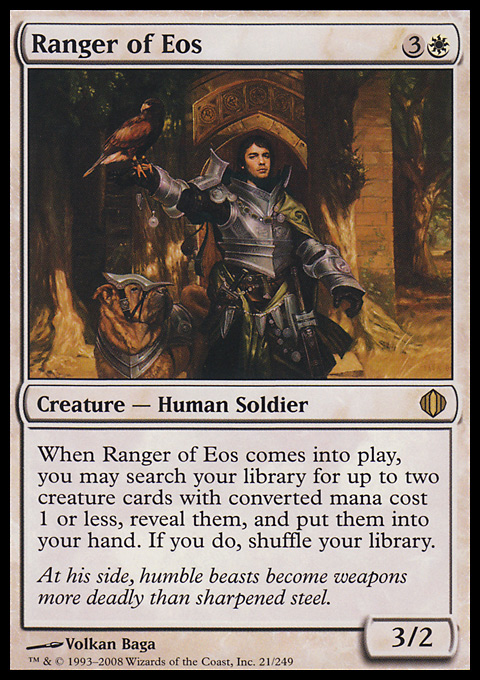 Ranger of Eos 3
Creature — Human Soldier
When Ranger of Eos comes into play,
you may search your library for up to two
creature cards with converted mana cost
1 or less, reveal them, and put them into
your hand. If you do, shuffle your library.
At his side, humble beasts become weapons
more deadly than sharpened steel.
Volkan Baga
3/2
™ & © 1993–2008 Wizards of the Coast, Inc. 21/249